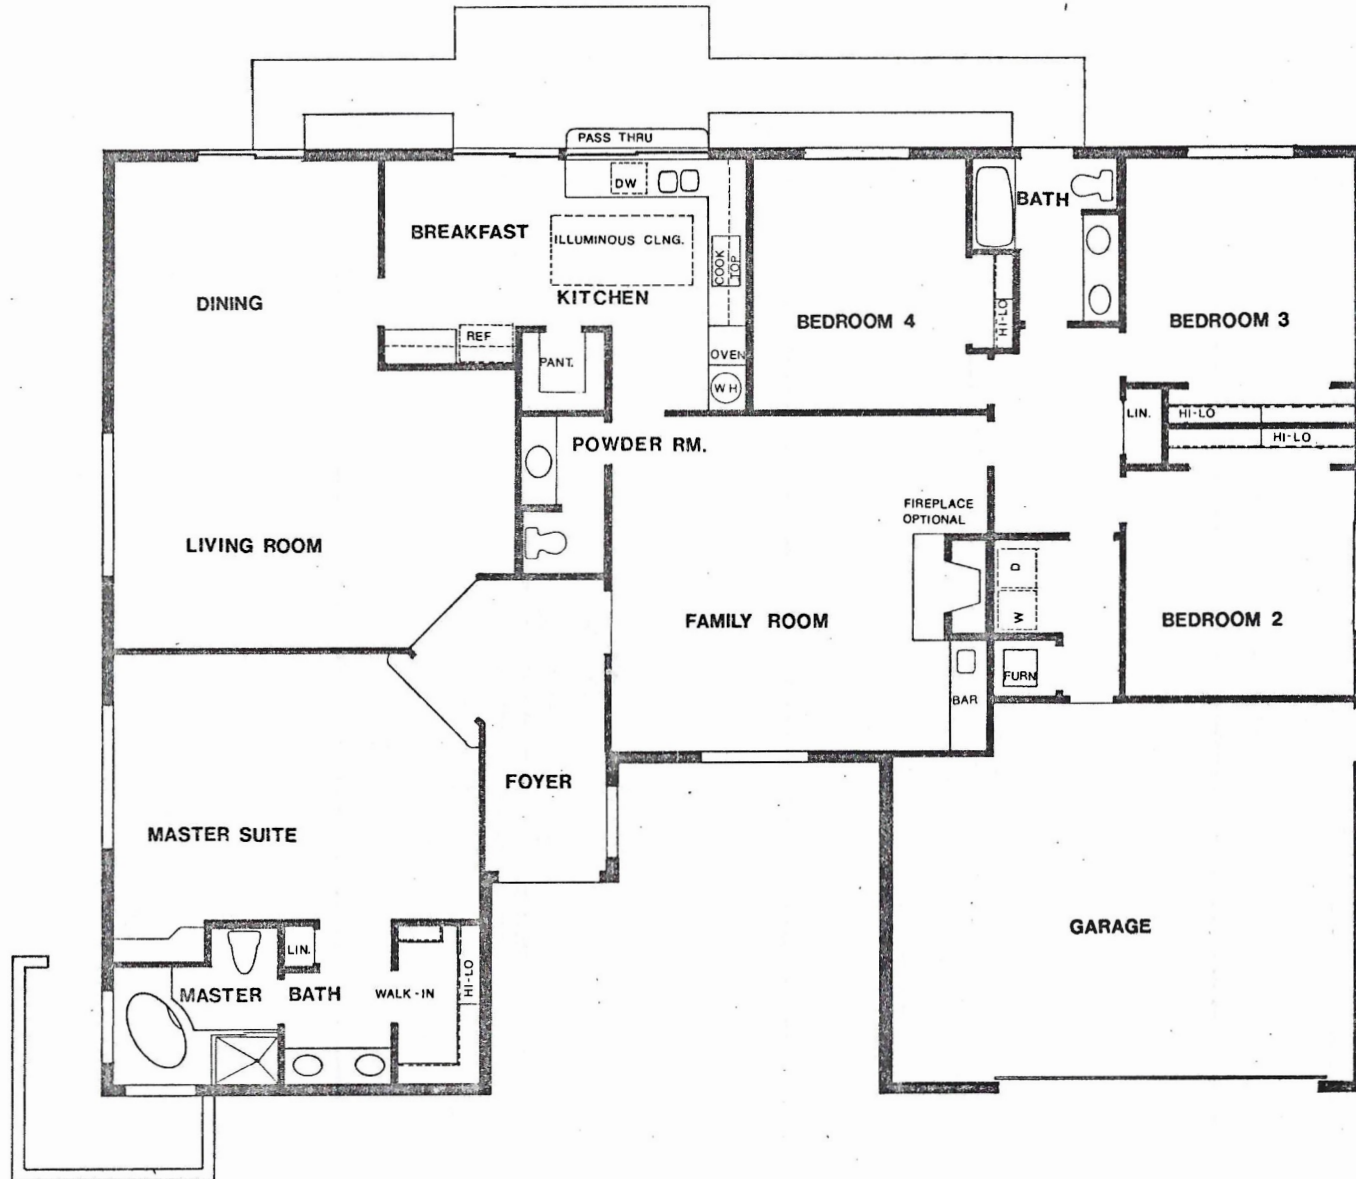 PASS THRU
DW
BREAKFAST
ILLUMINOUS CLNG.
COOK
TOP
KITCHEN
DINING
REF
PANT.
OVEN
WH
BATH
HI-LO
BEDROOM 4
BEDROOM 3
LIN.
HI-LO
HI-LO
POWDER RM.
FIREPLACE
OPTIONAL
LIVING ROOM
D
W
FAMILY ROOM
BEDROOM 2
FURN
BAR
FOYER
MASTER SUITE
GARAGE
LIN.
MASTER BATH
WALK-IN
HI-LO